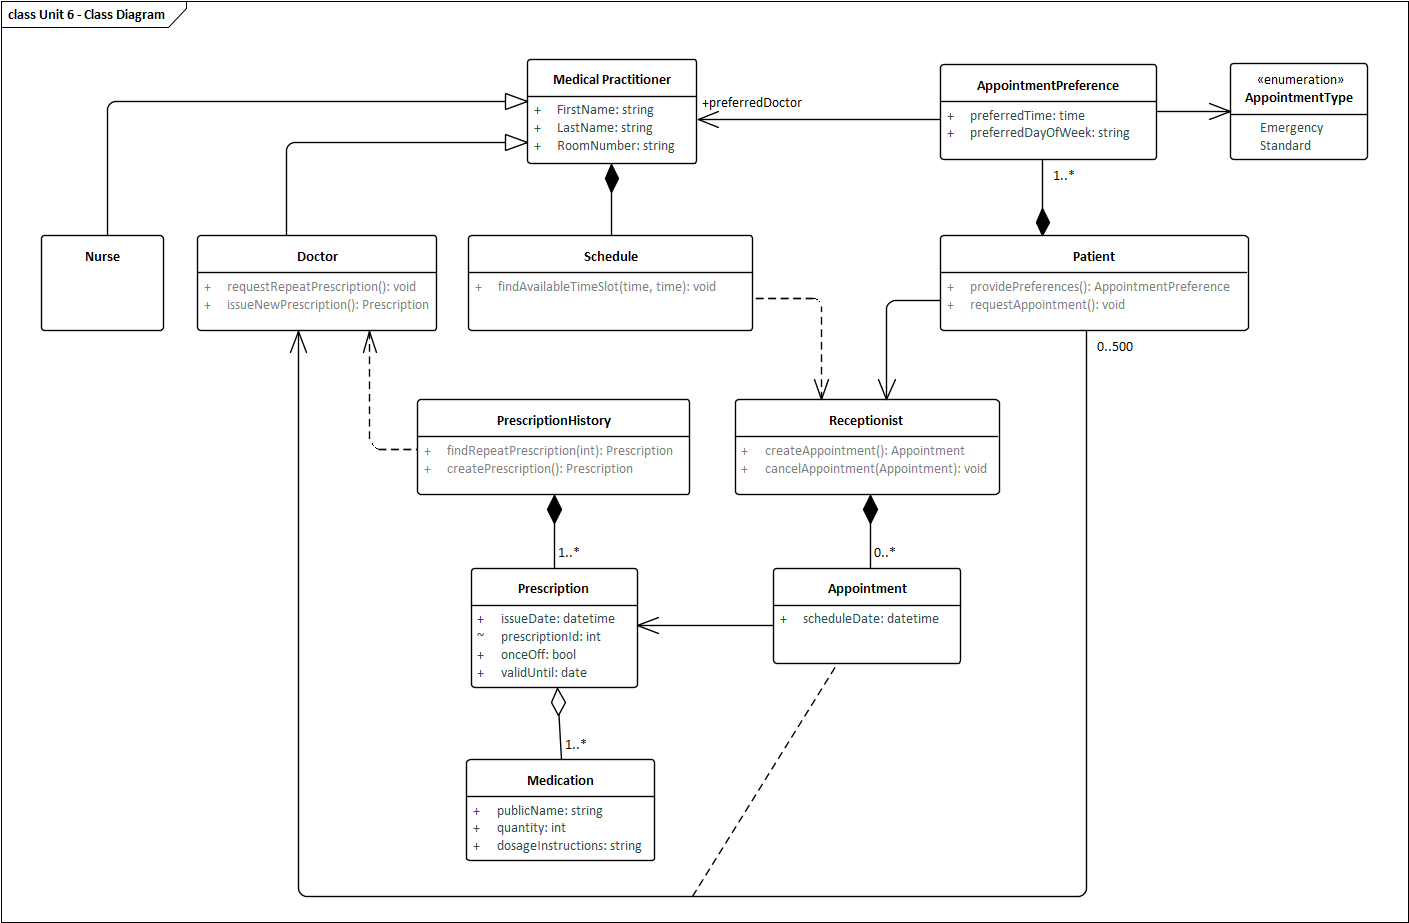 class Unit 6 - Class Diagram
Medical Practitioner
+ FirstName: string
+ LastName: string
+ RoomNumber: string
+preferredDoctor
AppointmentPreference
+ preferredTime: time
+ preferredDayOfWeek: string
«enumeration»
AppointmentType
Emergency
Standard
1..*
Nurse
Doctor
+ requestRepeatPrescription(): void
+ issueNewPrescription(): Prescription
Schedule
+ findAvailableTimeSlot(time, time): void
Patient
+ providePreferences(): AppointmentPreference
+ requestAppointment(): void
0..500
PrescriptionHistory
+ findRepeatPrescription(int): Prescription
+ createPrescription(): Prescription
Receptionist
+ createAppointment(): Appointment
+ cancelAppointment(Appointment): void
1..*
0..*
Prescription
+ issueDate: datetime
~ prescriptionId: int
+ onceOff: bool
+ validUntil: date
Appointment
+ scheduleDate: datetime
1..*
Medication
+ publicName: string
+ quantity: int
+ dosageInstructions: string